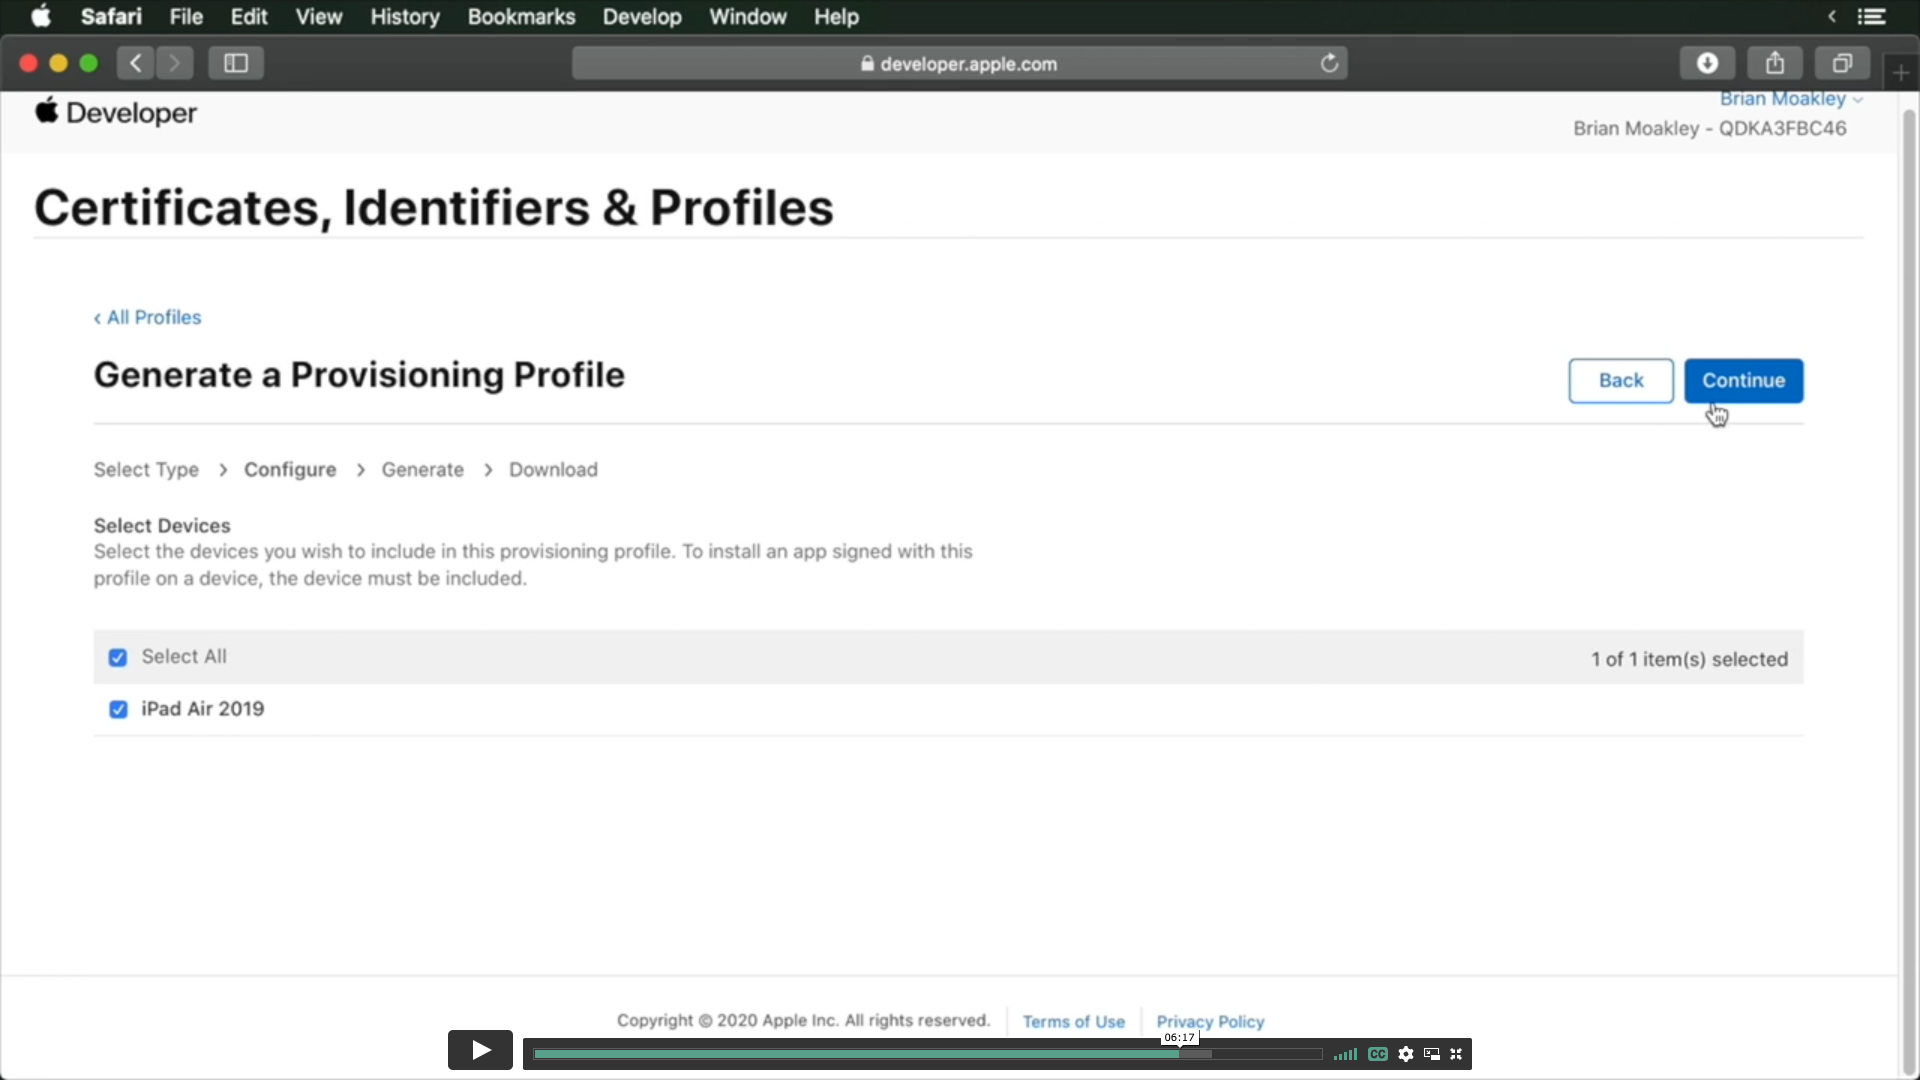 Safari File Edit View History Bookmarks Develop Window Help
developer.apple.com
Developer
Brian Moakley
Brian Moakley - QDKA3FBC46
Certificates, Identifiers & Profiles
‹ All Profiles
Generate a Provisioning Profile
Back
Continue
Select Type > Configure > Generate > Download
Select Devices
Select the devices you wish to include in this provisioning profile. To install an app signed with this
profile on a device, the device must be included.
Select All
1 of 1 item(s) selected
iPad Air 2019
Copyright © 2020 Apple Inc. All rights reserved.
Terms of Use
Privacy Policy
06:17
CC